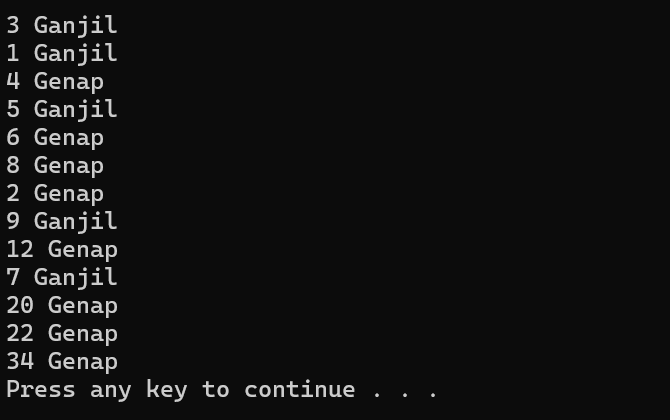 3 Ganjil
1 Ganjil
4 Genap
5 Ganjil
6 Genap
8 Genap
2 Genap
9 Ganjil
12 Genap
7 Ganjil
20 Genap
22 Genap
34 Genap
Press any key to continue . . .